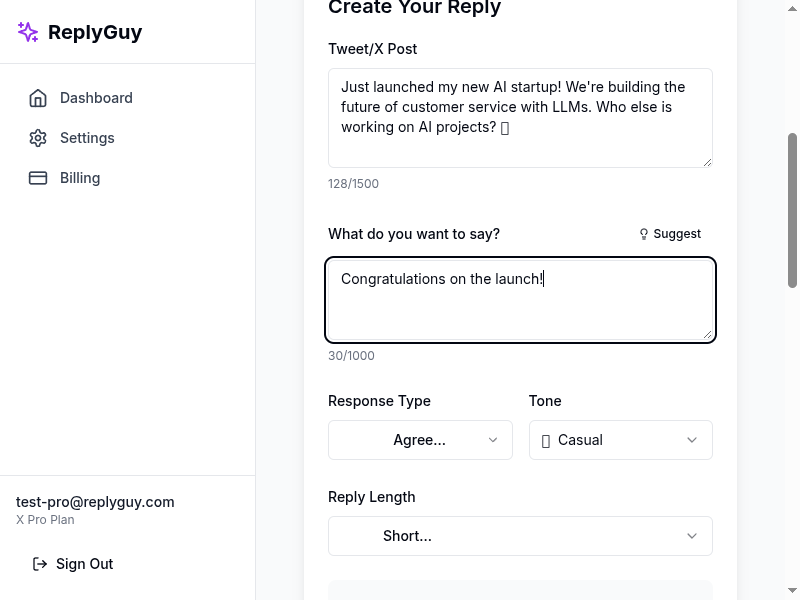 ReplyGuy
Dashboard
Settings
Billing
test-pro@replyguy.com
X Pro Plan
Sign Out
Create Your Reply
Tweet/X Post
Just launched my new AI startup! We're building the
future of customer service with LLMs. Who else is
working on AI projects?
128/1500
What do you want to say?
Suggest
Congratulations on the launch!
30/1000
Response Type
Tone
Agree...
Casual
Reply Length
Short...